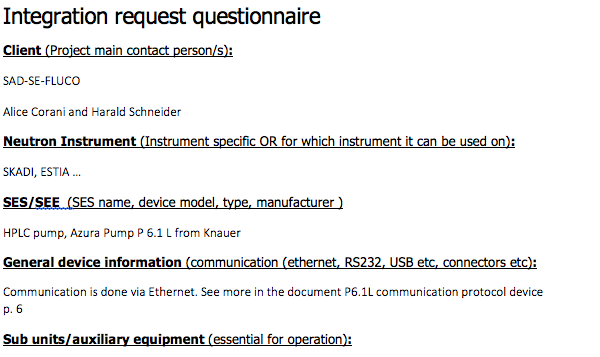 Integration request questionnaire
Client (Project main contact person/s):
SAD-SE-FLUCO
Alice Corani and Harald Schneider
Neutron Instrument (Instrument specific OR for which instrument it can be used on):
SKADI, ESTIA ...
SES/SEE (SES name, device model, type, manufacturer )
HPLC pump, Azura Pump P 6.1 L from Knauer
General device information (communication (ethernet, RS232, USB etc, connectors etc):
Communication is done via Ethernet. See more in the document P6.1L communication protocol device
p. 6
Sub units/auxiliary equipment (essential for operation):